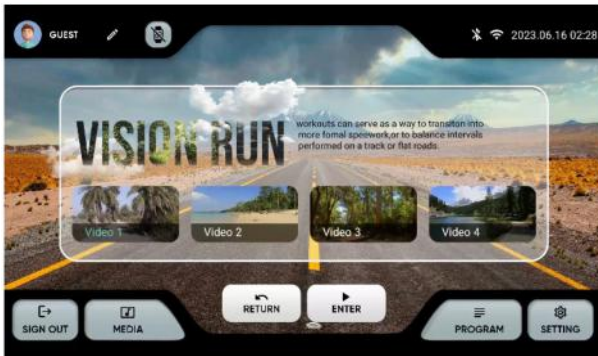 GUEST
2023.06.16 02:28
VISION RUN
workouts can serve as a way to transiton into
more fomal speework,or to balance intervals
performed on a track or flat roads.
Video 1
Video 2
Video 3
Video 4
RETURN
ENTER
SIGN OUT
MEDIA
PROGRAM
SETTING